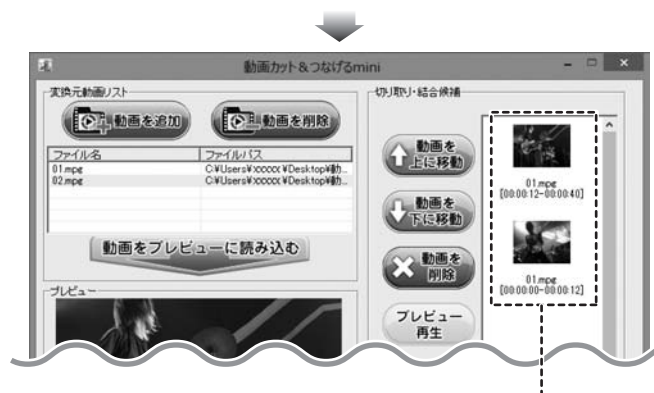 動画カット&つなげるmini
変換元動画リスト
動画を追加
動画を削除
ファイル名 ファイルパス
01.mpg C:¥Users¥xxxxx¥Desktop¥動...
02.mpg C:¥Users¥xxxxx¥Desktop¥動...
動画をプレビューに読み込む
プレビュー
切り取り・結合候補
動画を
上に移動
動画を
下に移動
動画を
削除
プレビュー
再生
01.mpg
[00:00:12-00:00:40]
01.mpg
[00:00:00-00:00:12]